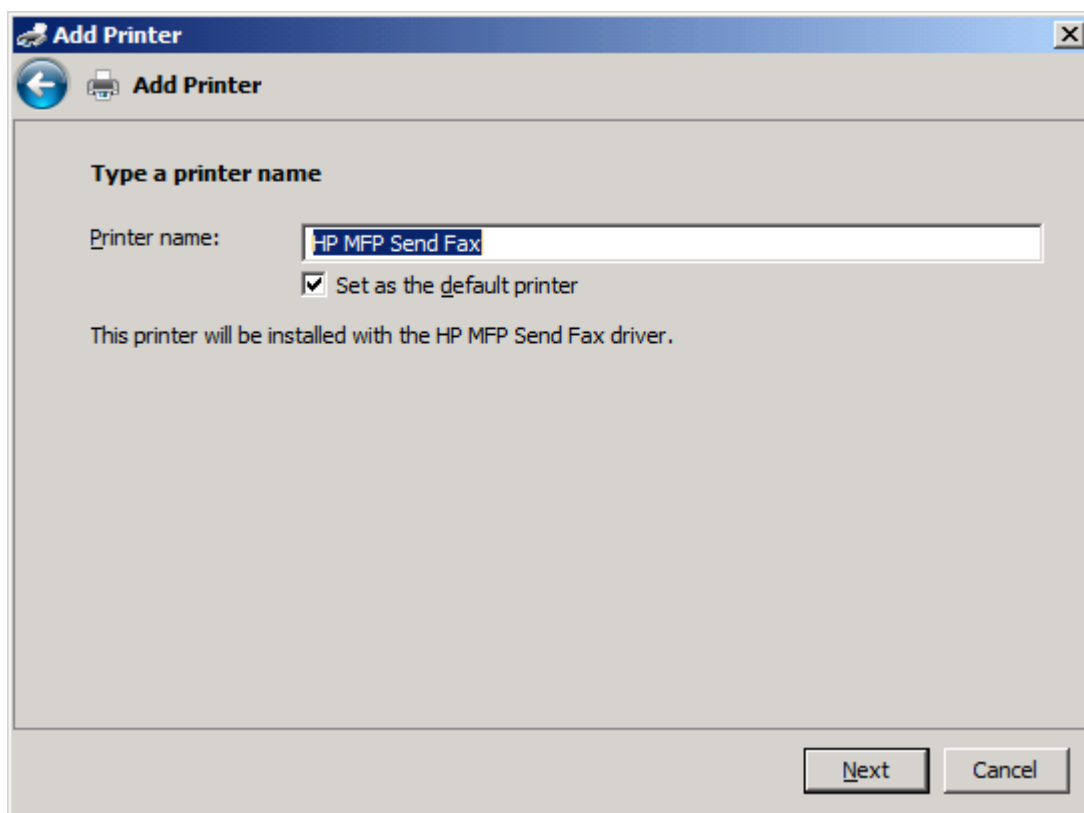 Add Printer
Add Printer
Type a printer name
Printer name: HP MFP Send Fax
Set as the default printer
This printer will be installed with the HP MFP Send Fax driver.
Next Cancel